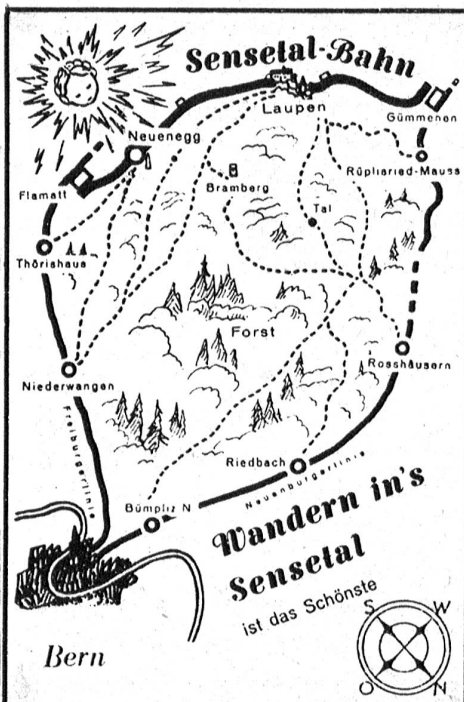 Sensetal-Bahn
Laupen
Gümmenen
Neuenegg
Bramberg
Rüplisried-Mauss
Flamatt
Tal
Thörishaus
Forst
Rosshäusern
Niederwangen
Freiburgerlinie
Riedbach
Neuenburgerlinie
Bümpliz N
Wandern in's
Sensetal
ist das Schönste
Bern
S W
O N